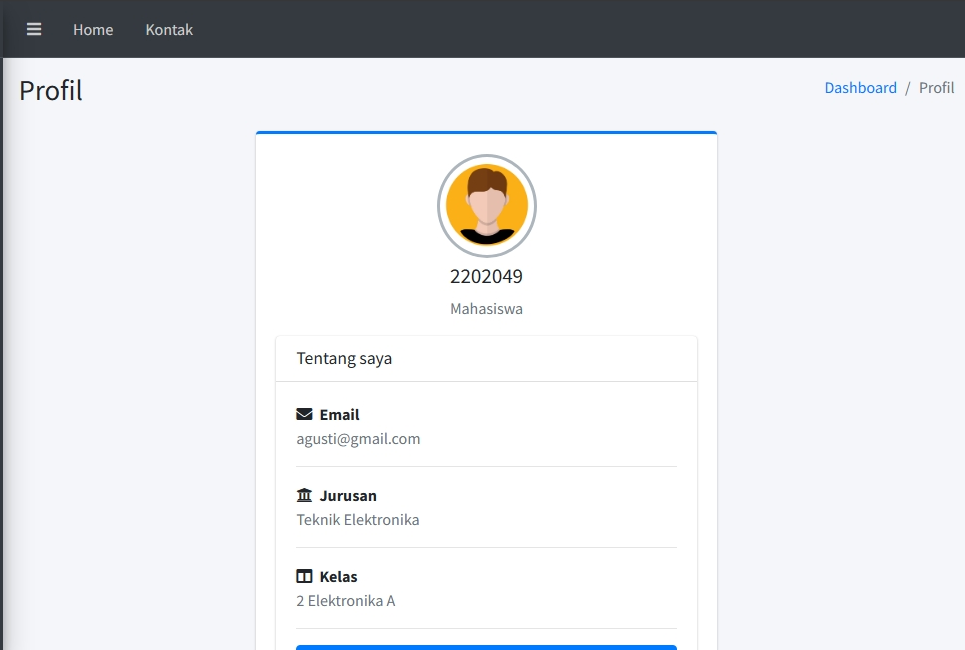 Home Kontak
Profil
Dashboard / Profil
2202049
Mahasiswa
Tentang saya
Email
agusti@gmail.com
Jurusan
Teknik Elektronika
Kelas
2 Elektronika A